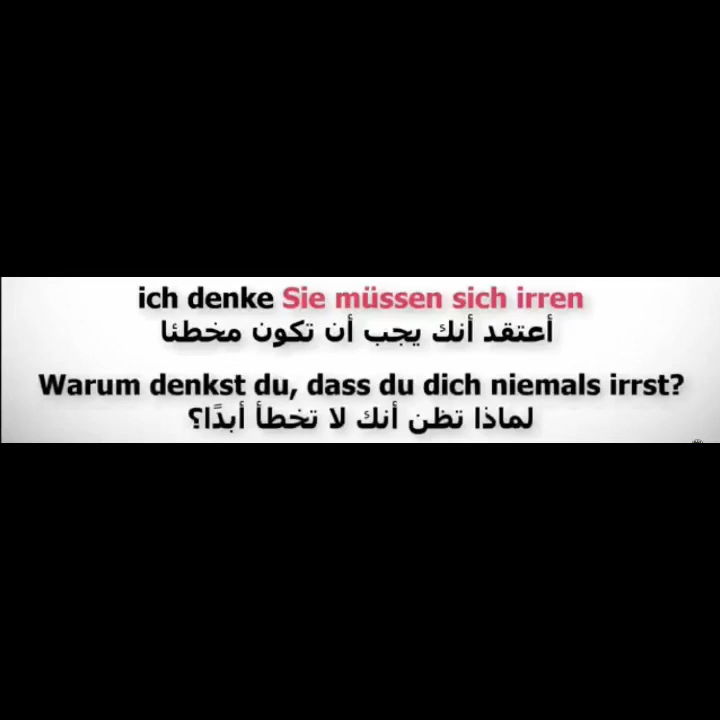 ich denke Sie müssen sich irren
أعتقد أنك يجب أن تكون مخطئا
Warum denkst du, dass du dich niemals irrst?
لماذا تظن أنك لا تخطأ أبدًا؟